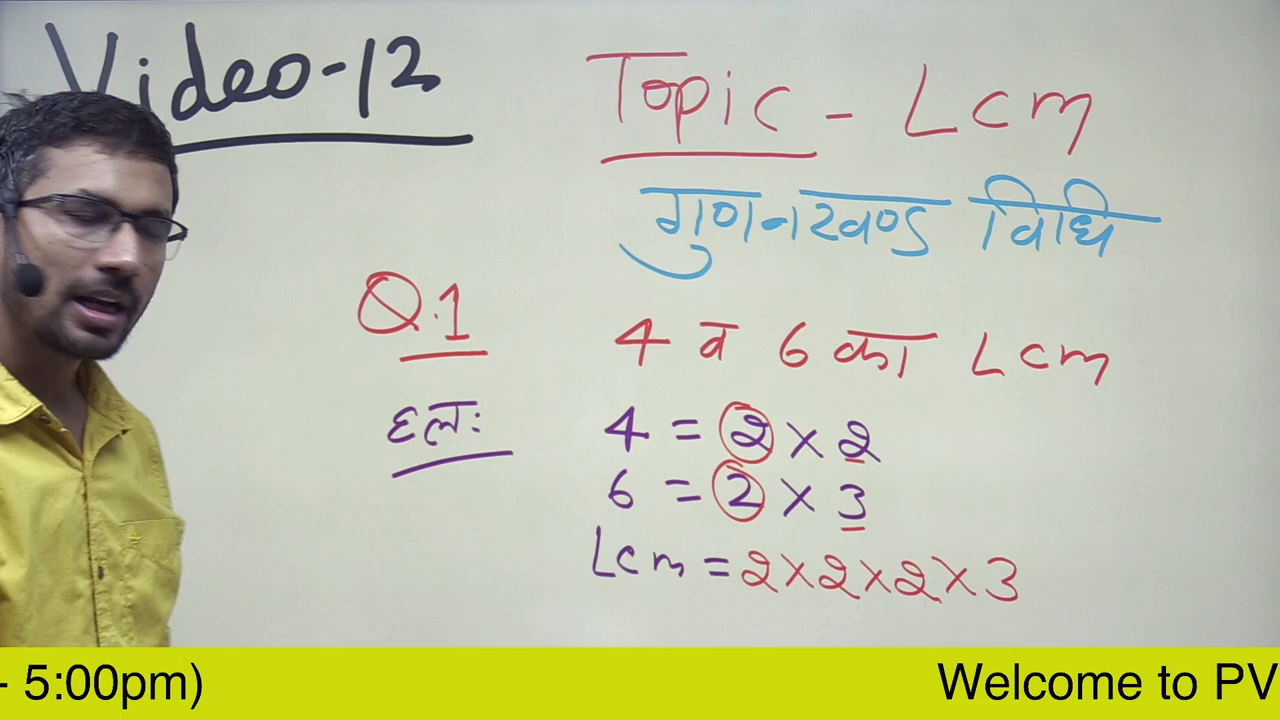 Video-12
Topic - Lcm
गुणनखण्ड विधि
Q.1 4 व 6 का Lcm
हलः 4 = 2 × 2
6 = 2 × 3
Lcm = 2×2×2×3
- 5:00pm) Welcome to PV